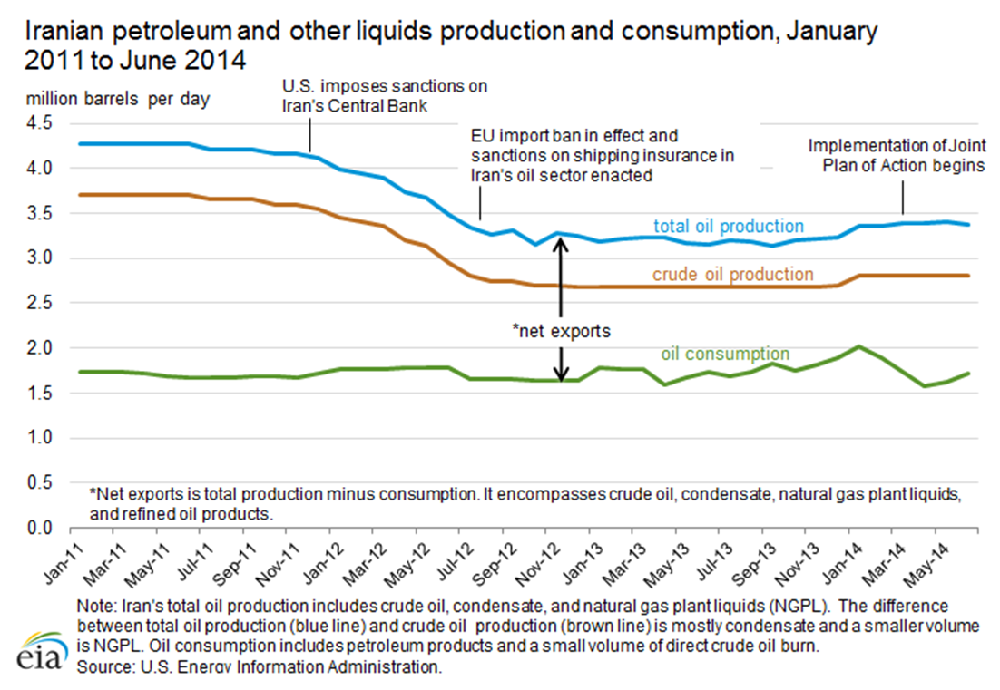 Iranian petroleum and other liquids production and consumption, January
2011 to June 2014
million barrels per day
U.S. imposes sanctions on
Iran's Central Bank
EU import ban in effect and
sanctions on shipping insurance in
Iran's oil sector enacted
Implementation of Joint
Plan of Action begins
4.5
4.0
3.5
3.0
2.5
2.0
1.5
1.0
0.5
0.0
total oil production
crude oil production
*net exports
oil consumption
*Net exports is total production minus consumption. It encompasses crude oil, condensate, natural gas plant liquids,
and refined oil products.
Jan-11
Mar-11
May-11
Jul-11
Sep-11
Nov-11
Jan-12
Mar-12
May-12
Jul-12
Sep-12
Nov-12
Jan-13
Mar-13
May-13
Jul-13
Sep-13
Nov-13
Jan-14
Mar-14
May-14
Note: Iran's total oil production includes crude oil, condensate, and natural gas plant liquids (NGPL). The difference
between total oil production (blue line) and crude oil production (brown line) is mostly condensate and a smaller volume
is NGPL. Oil consumption includes petroleum products and a small volume of direct crude oil burn.
Source: U.S. Energy Information Administration.
eia